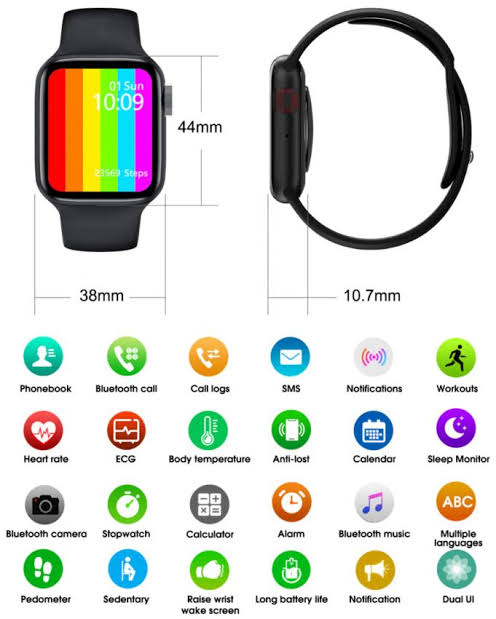 01 Sun
10:09
23569 Steps
44mm
38mm
10.7mm
Phonebook
Bluetooth call
Call logs
SMS
Notifications
Workouts
Heart rate
ECG
Body temperature
Anti-lost
Calendar
Sleep Monitor
ABC
Bluetooth camera
Stopwatch
Calculator
Alarm
Bluetooth music
Multiple
languages
Pedometer
Sedentary
Raise wrist
wake screen
Long battery life
Notification
Dual UI